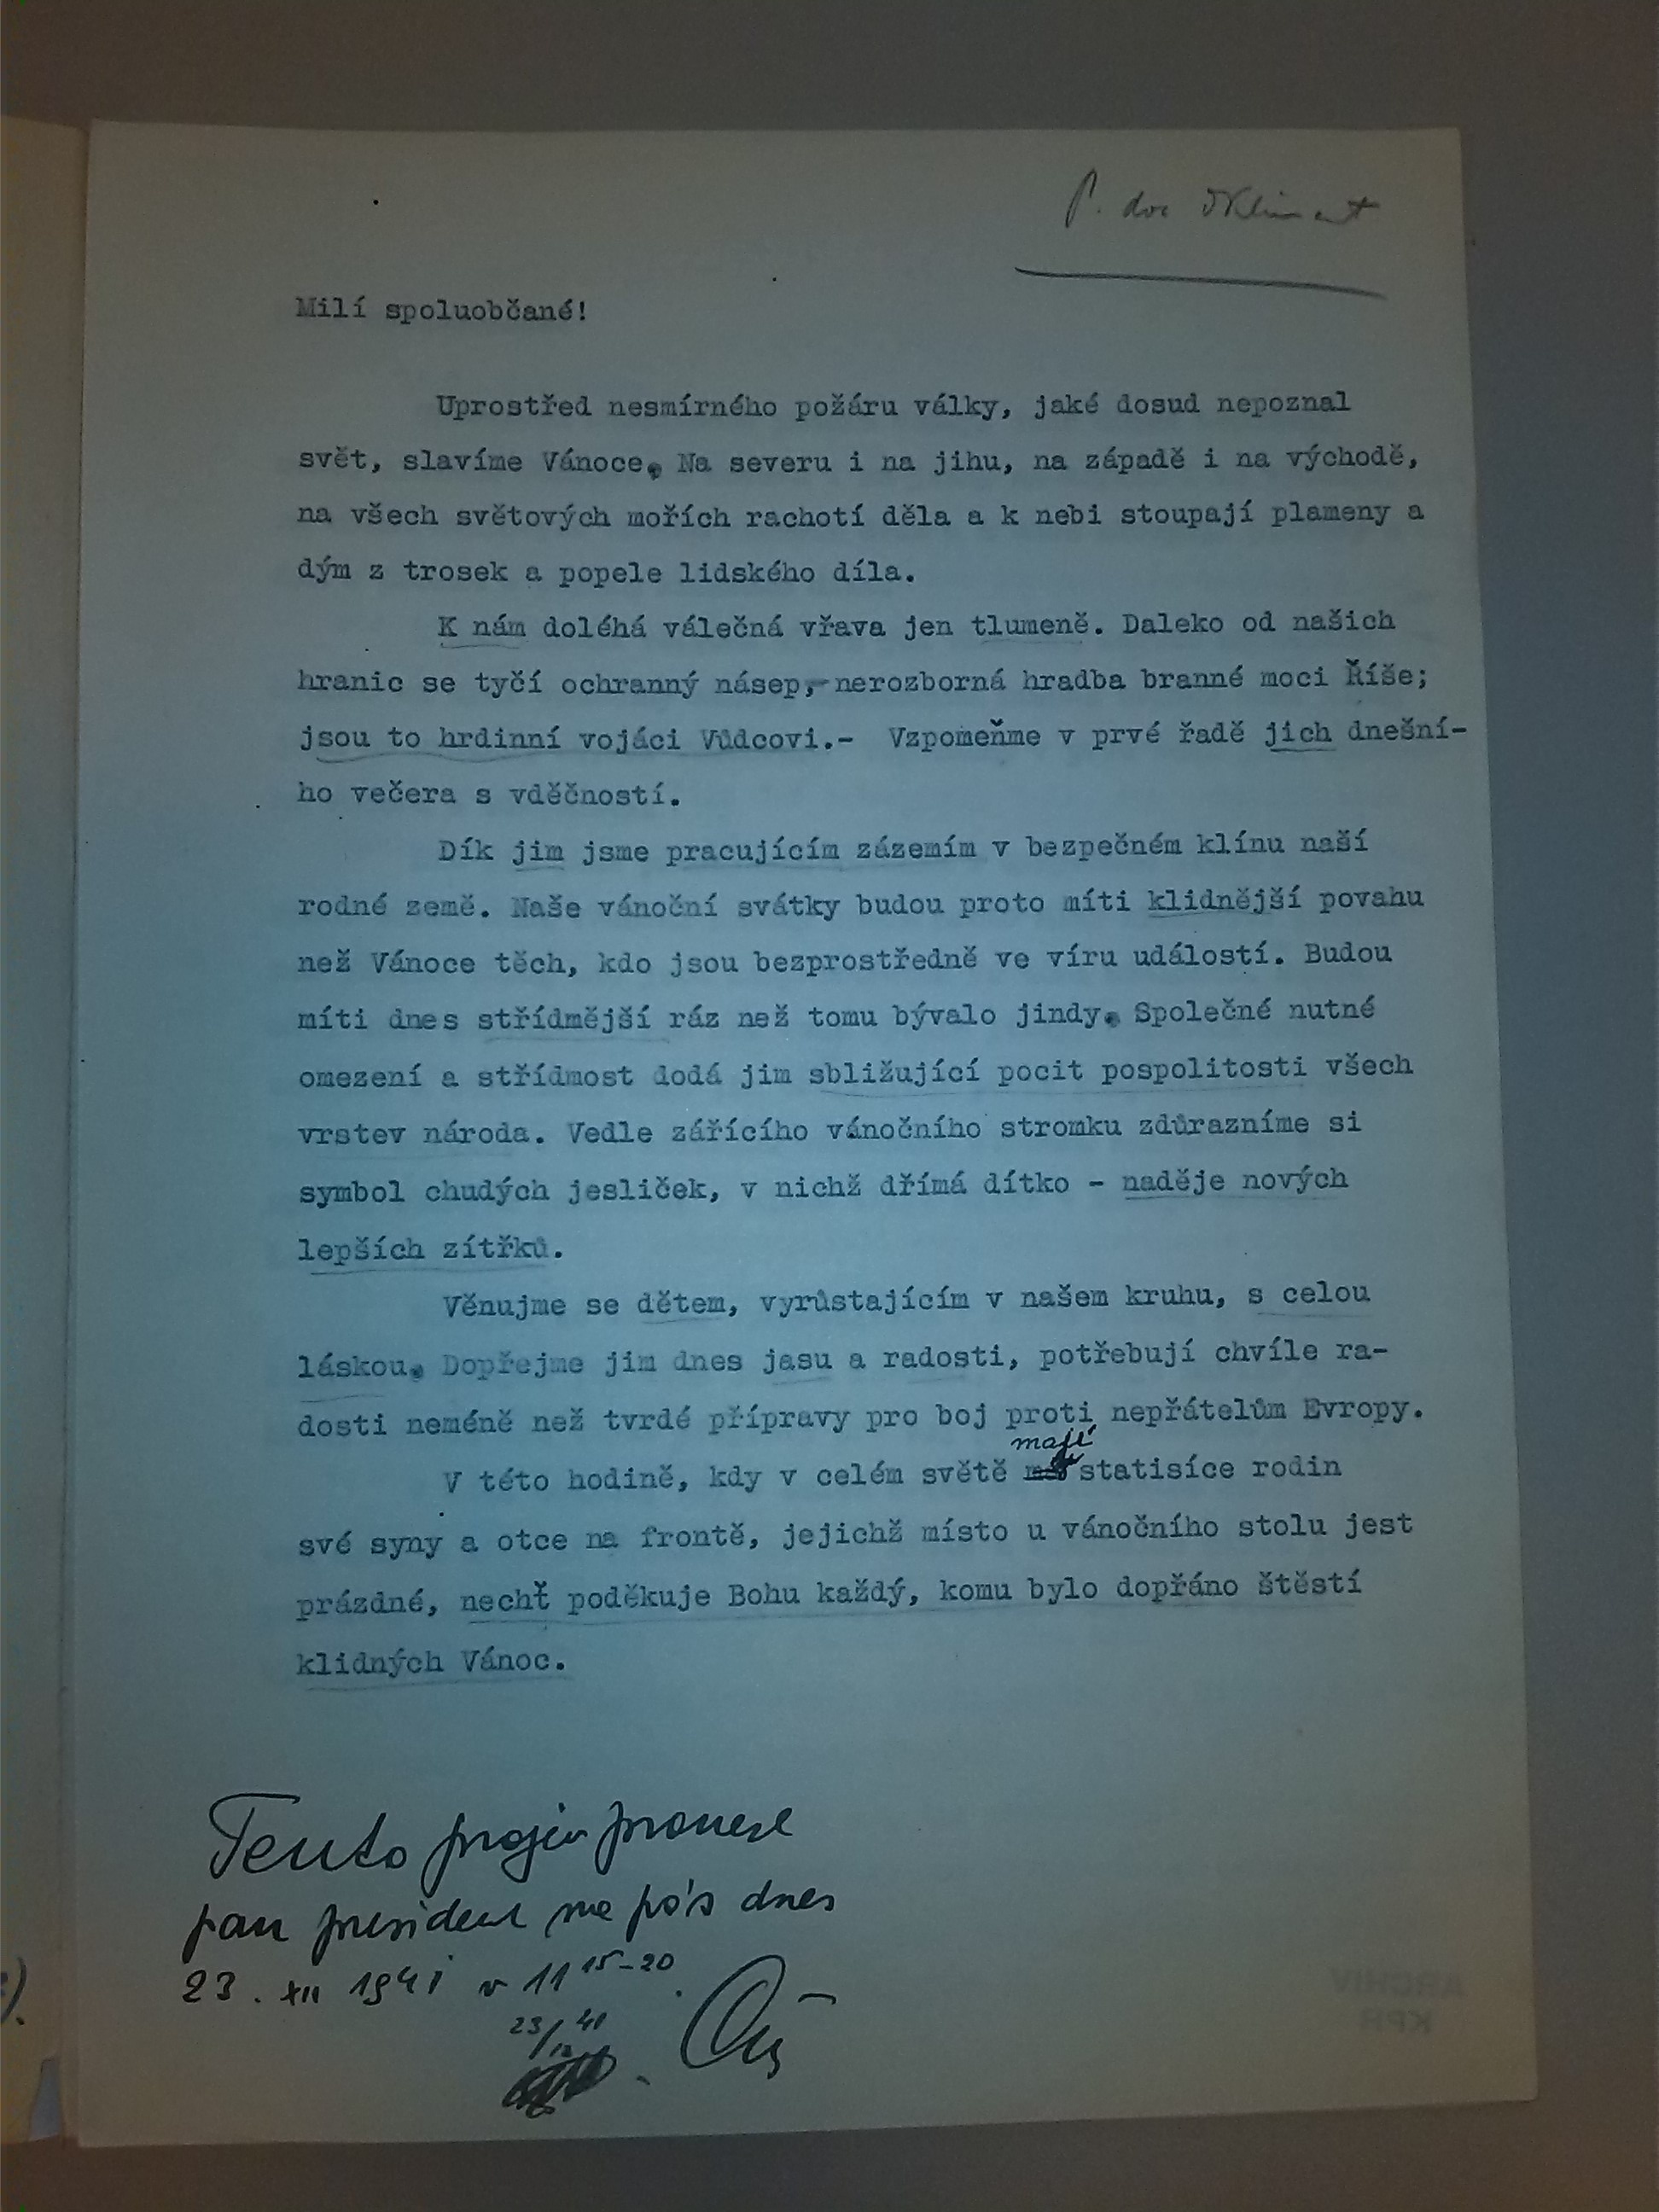 P. doc Kliment
Milí spoluobčané!
Uprostřed nesmírného požáru války, jaké dosud nepoznal
svět, slavíme Vánoce. Na severu i na jihu, na západě i na východě,
na všech světových mořích rachotí děla a k nebi stoupají plameny a
dým z trosek a popele lidského díla.
K nám doléhá válečná vřava jen tlumeně. Daleko od našich
hranic se tyčí ochranný násep,-nerozborná hradba branné moci Říše;
jsou to hrdinní vojáci Vůdcovi.- Vzpomeňme v prvé řadě jich dnešní-
ho večera s vděčností.
Dík jim jsme pracujícím zázemím v bezpečném klínu naší
rodné země. Naše vánoční svátky budou proto míti klidnější povahu
než Vánoce těch, kdo jsou bezprostředně ve víru událostí. Budou
míti dnes střídmější ráz než tomu bývalo jindy. Společné nutné
omezení a střídmost dodá jim sbližující pocit pospolitosti všech
vrstev národa. Vedle zářícího vánočního stromku zdůrazníme si
symbol chudých jesliček, v nichž dřímá dítko - naděje nových
lepších zítřků.
Věnujme se dětem, vyrůstajícím v našem kruhu, s celou
láskou. Dopřejme jim dnes jasu a radosti, potřebují chvíle ra-
dosti neméně než tvrdé přípravy pro boj proti nepřátelům Evropy.
V této hodině, kdy v celém světě mají statisíce rodin
své syny a otce na frontě, jejichž místo u vánočního stolu jest
prázdné, nechť poděkuje Bohu každý, komu bylo dopřáno štěstí
klidných Vánoc.
Tento projev pronesl
pan president na pás dnes
23. XII 1941 v 11 15-20.
23/12 41
ARCHIV
KPR